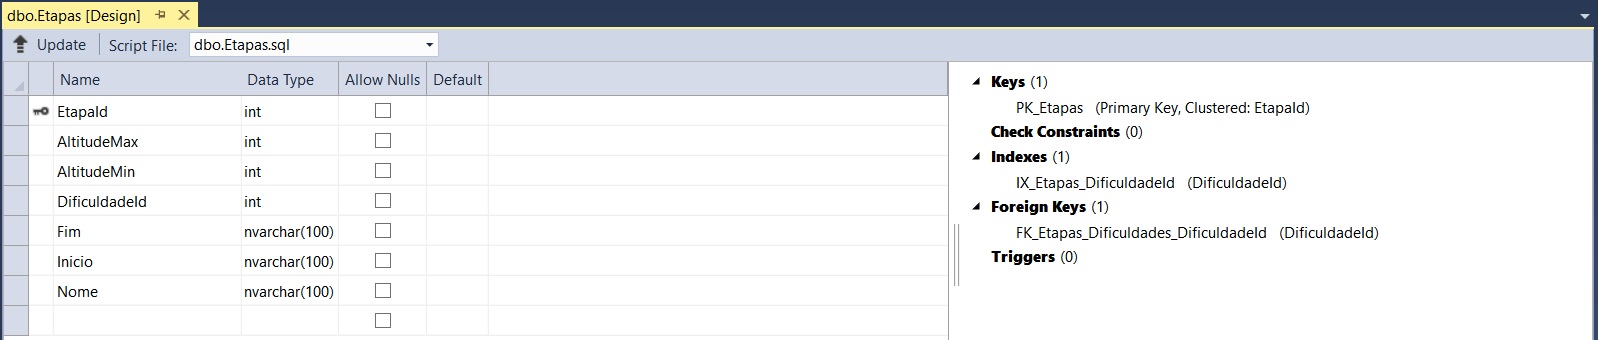 dbo.Etapas [Design]
Update Script File: dbo.Etapas.sql
Name Data Type Allow Nulls Default
EtapaId int
AltitudeMax int
AltitudeMin int
DificuldadeId int
Fim nvarchar(100)
Inicio nvarchar(100)
Nome nvarchar(100)
Keys (1)
PK_Etapas (Primary Key, Clustered: EtapaId)
Check Constraints (0)
Indexes (1)
IX_Etapas_DificuldadeId (DificuldadeId)
Foreign Keys (1)
FK_Etapas_Dificuldades_DificuldadeId (DificuldadeId)
Triggers (0)